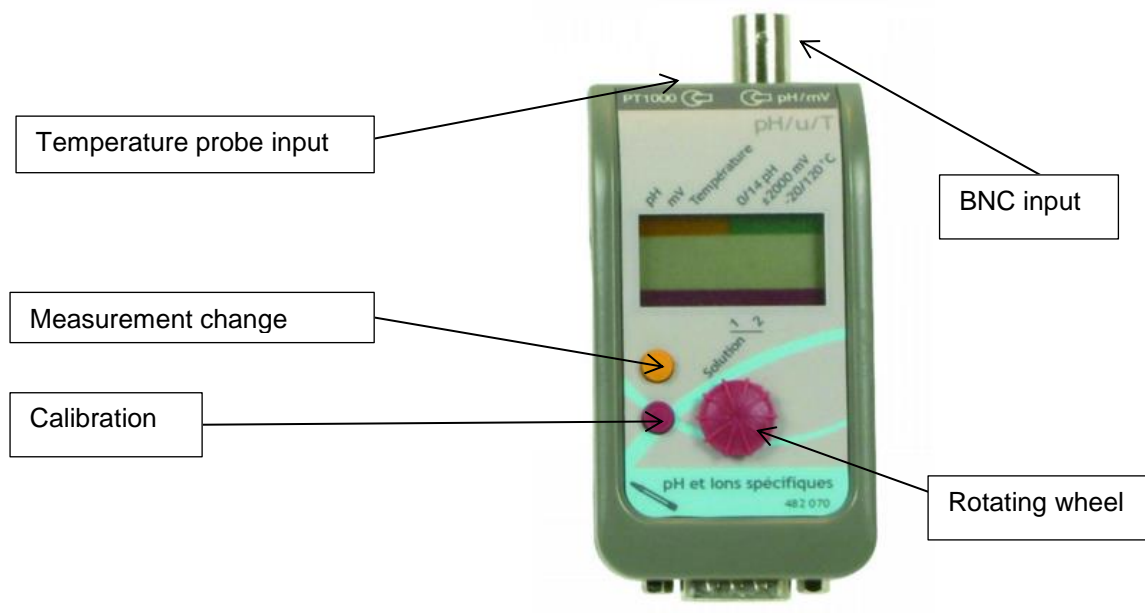 PT1000 pH/mV
pH/u/T
Temperature probe input
pH
mV
Température
0/14 pH
±2000 mV
-20/120°C
BNC input
Measurement change
1 2
Solution
Calibration
pH et Ions spécifiques
482 070
Rotating wheel